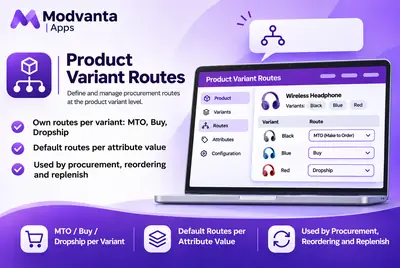 Modvanta
| Apps
Product
Variant Routes
Define and manage procurement routes
at the product variant level.
Own routes per variant: MTO, Buy,
Dropship
Default routes per attribute value
Used by procurement, reordering
and replenish
Product Variant Routes
Product
Variants
Routes
Attributes
Configuration
Wireless Headphone
Variants: Black Blue Red
Variant Route
Black MTO (Make to Order)
Blue Buy
Red Dropship
MTO / Buy /
Dropship per Variant
Default Routes per
Attribute Value
Used by Procurement,
Reordering and Replenish